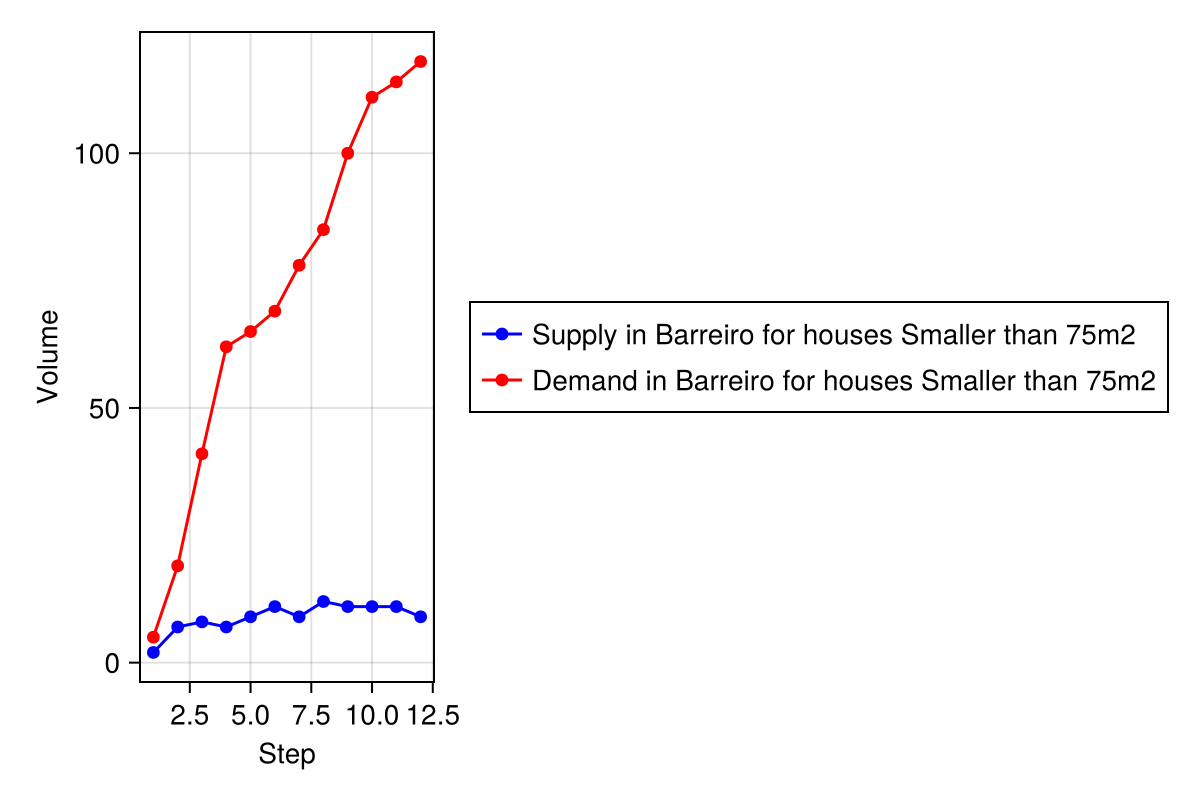 Volume
100
50
0
2.5 5.0 7.5 10.0 12.5
Step
Supply in Barreiro for houses Smaller than 75m2
Demand in Barreiro for houses Smaller than 75m2